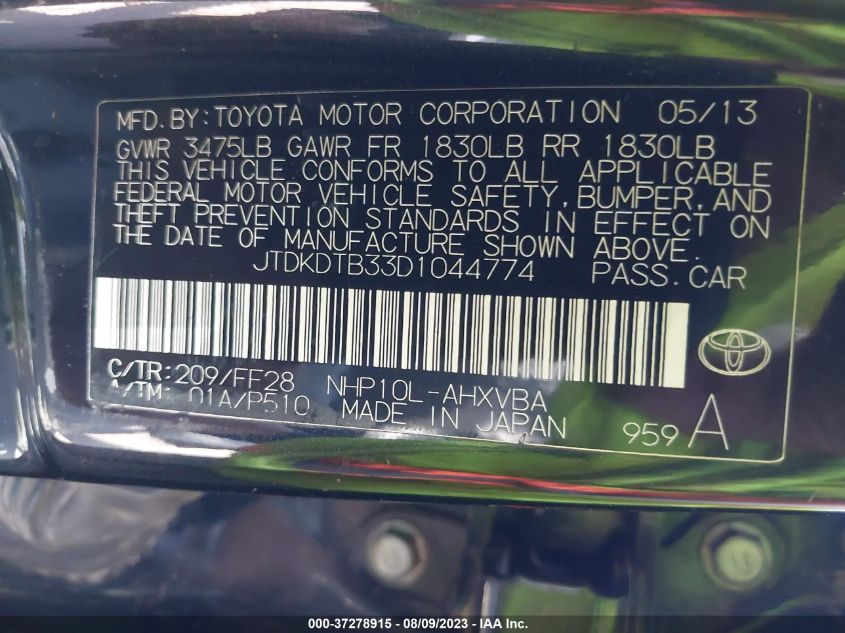 MFD. BY: TOYOTA MOTOR CORPORATION 05/13
GVWR 3475LB GAWR FR 1830LB RR 1830LB
THIS VEHICLE CONFORMS TO ALL APPLICABLE
FEDERAL MOTOR VEHICLE SAFETY, BUMPER, AND
THEFT PREVENTION STANDARDS IN EFFECT ON
THE DATE OF MANUFACTURE SHOWN ABOVE.
JTDKDTB33D1044774 PASS. CAR
C/TR: 209/FF28 NHP10L-AHXVBA
A/TM: 01A/P510 MADE IN JAPAN 959 A
000-37278915 - 08/09/2023 - IAA Inc.